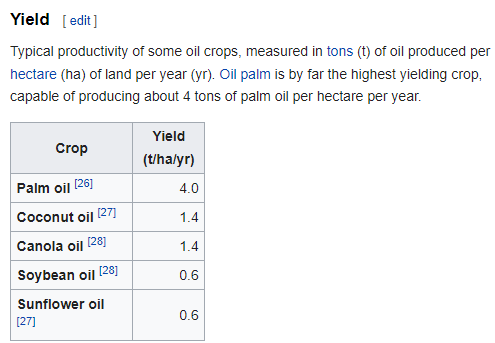 Yield [ edit ]
Typical productivity of some oil crops, measured in tons (t) of oil produced per
hectare (ha) of land per year (yr). Oil palm is by far the highest yielding crop,
capable of producing about 4 tons of palm oil per hectare per year.
Crop Yield
(t/ha/yr)
Palm oil [26] 4.0
Coconut oil [27] 1.4
Canola oil [28] 1.4
Soybean oil [28] 0.6
Sunflower oil
[27] 0.6